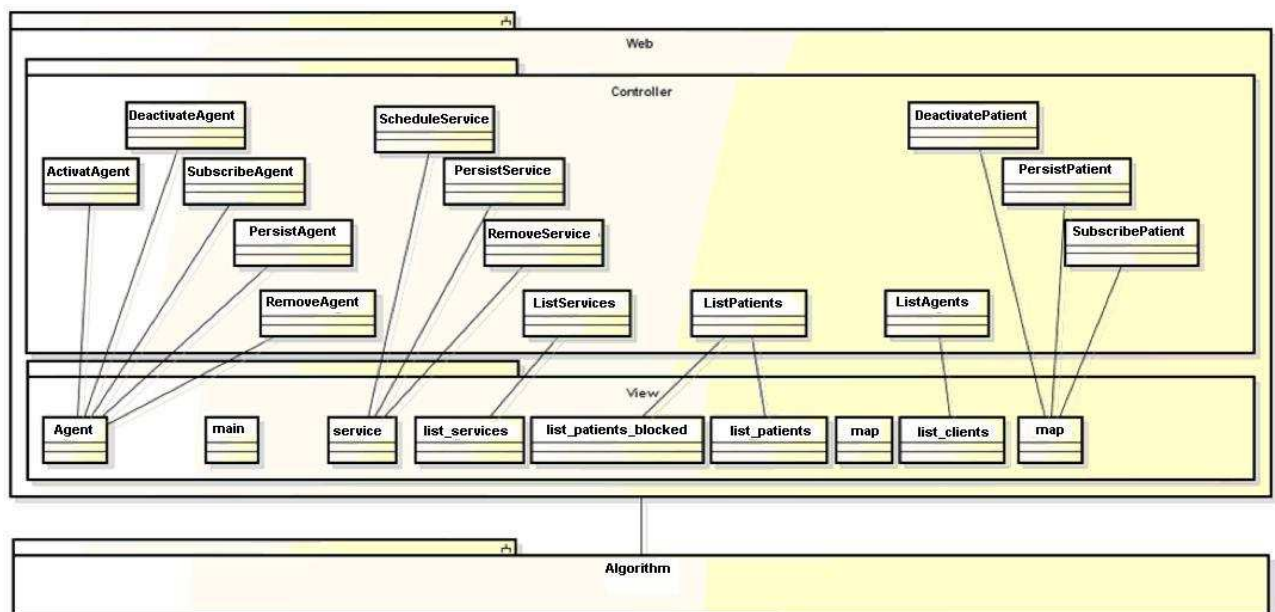 Web
Controller
DeactivateAgent
ScheduleService
DeactivatePatient
ActivatAgent
SubscribeAgent
PersistService
PersistPatient
PersistAgent
RemoveService
SubscribePatient
RemoveAgent
ListServices
ListPatients
ListAgents
View
Agent
main
service
list_services
list_patients_blocked
list_patients
map
list_clients
map
Algorithm